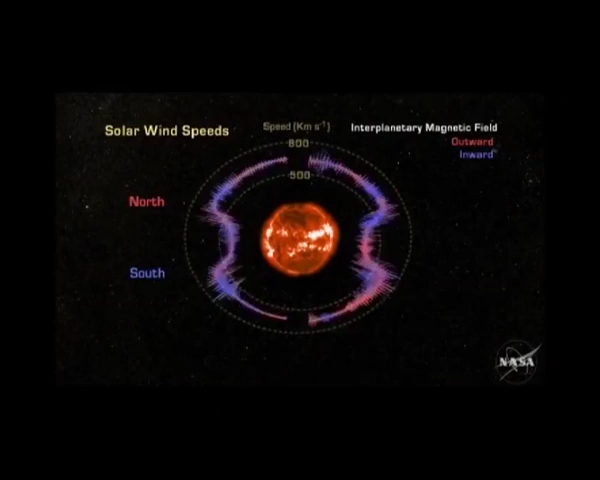 Solar Wind Speeds
Speed (Km s⁻¹)
800
500
Interplanetary Magnetic Field
Outward
Inward
North
South
NASA